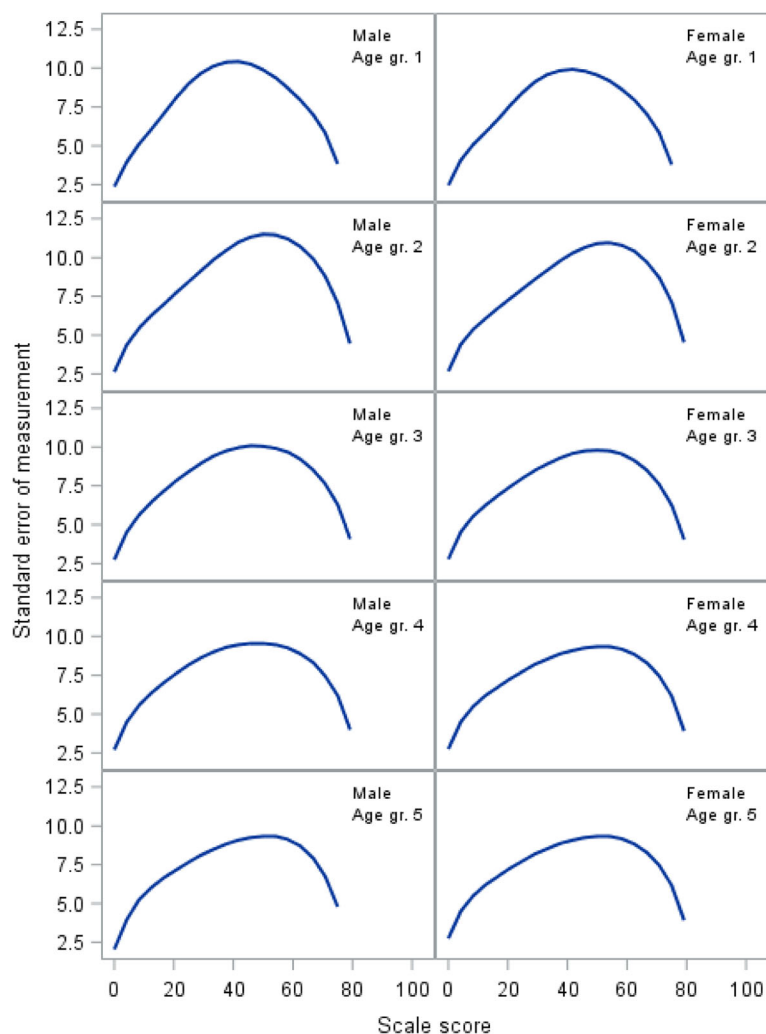 Standard error of measurement
12.5
10.0
7.5
5.0
2.5
Male
Age gr. 1
Female
Age gr. 1
12.5
10.0
7.5
5.0
2.5
Male
Age gr. 2
Female
Age gr. 2
12.5
10.0
7.5
5.0
2.5
Male
Age gr. 3
Female
Age gr. 3
12.5
10.0
7.5
5.0
2.5
Male
Age gr. 4
Female
Age gr. 4
12.5
10.0
7.5
5.0
2.5
Male
Age gr. 5
Female
Age gr. 5
0 20 40 60 80 100 0 20 40 60 80 100
Scale score